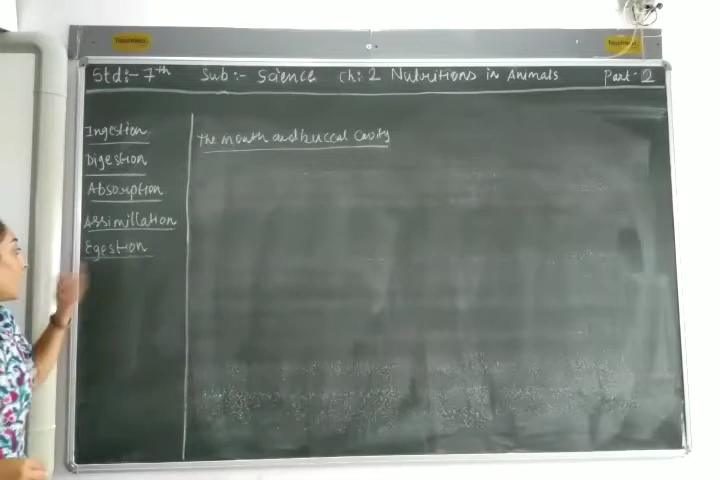 Std:- 7th Sub:- Science Ch: 2 Nutritions in Animals Part- 2
Ingestion
Digestion
Absorption
Assimillation
Egestion
The mouth and buccal cavity